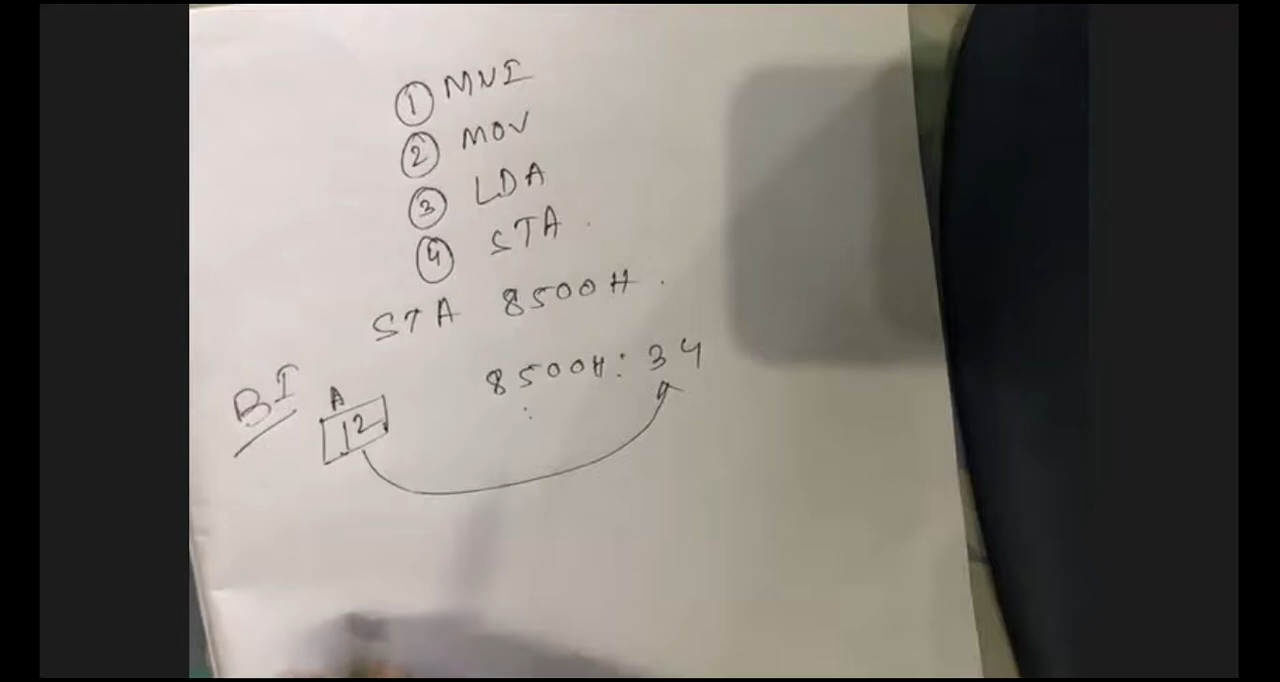 ① MVI
② MOV
③ LDA
④ STA.
STA 8500H.
BI
8500H: 34
A
12